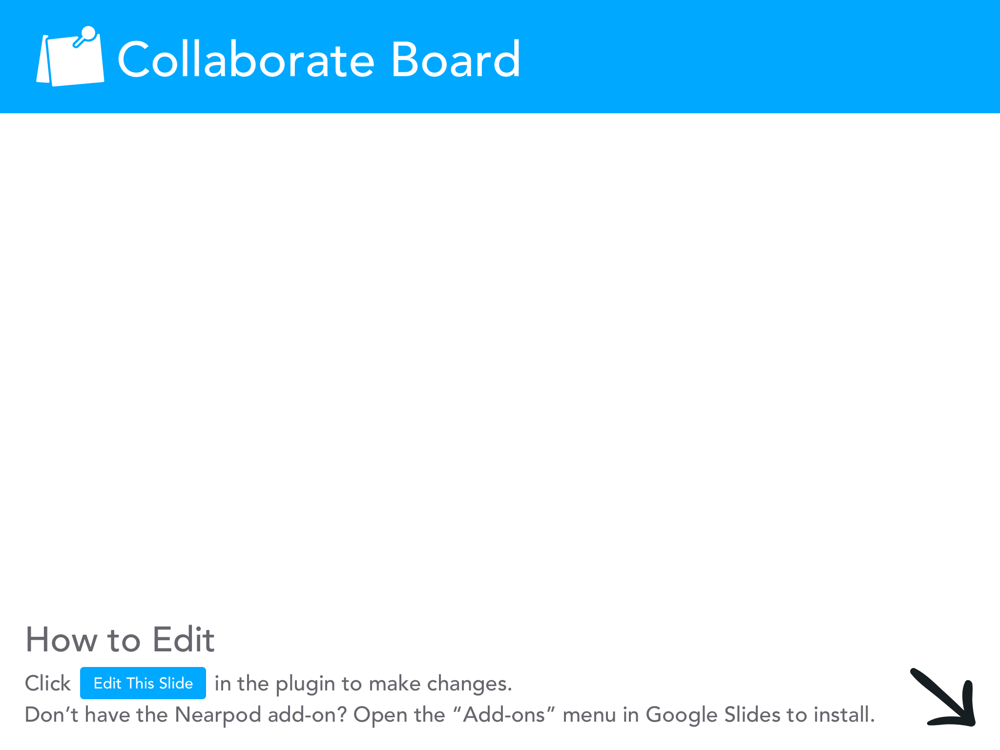 Collaborate Board
How to Edit
Click Edit This Slide in the plugin to make changes.
Don’t have the Nearpod add-on? Open the “Add-ons” menu in Google Slides to install.